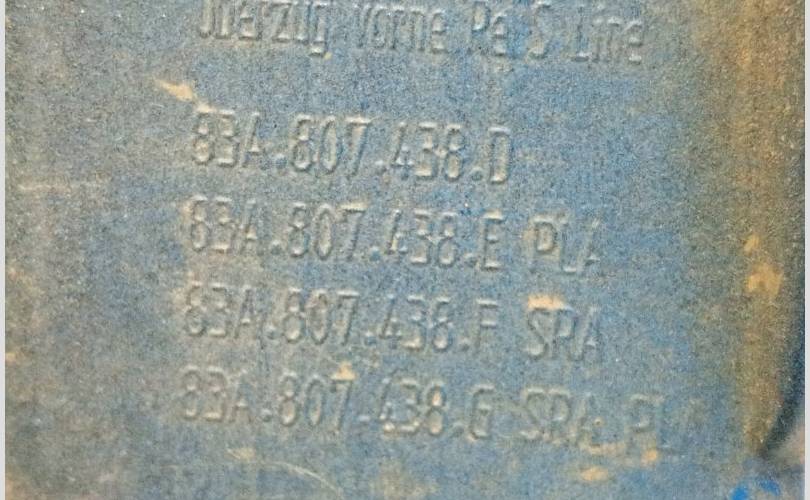 Überzug vorne Re S-Line
83A.807.438.D
83A.807.438.E PLA
83A.807.438.F SRA
83A.807.438.G SRA PLA